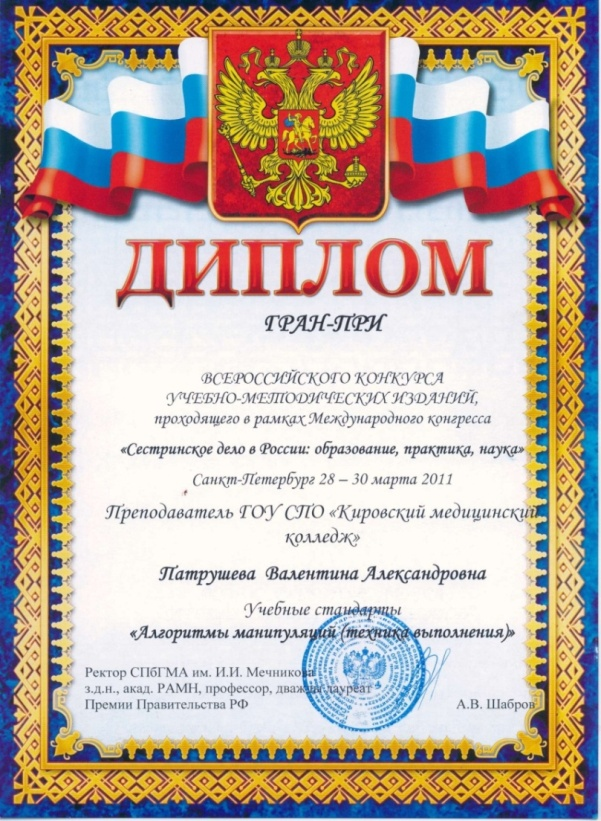 ДИПЛОМ
ГРАН-ПРИ
ВСЕРОССИЙСКОГО КОНКУРСА
УЧЕБНО-МЕТОДИЧЕСКИХ ИЗДАНИЙ,
проходящего в рамках Международного конгресса
«Сестринское дело в России: образование, практика, наука»
Санкт-Петербург 28 – 30 марта 2011
Преподаватель ГОУ СПО «Кировский медицинский
колледж»
Патрушева Валентина Александровна
Учебные стандарты
«Алгоритмы манипуляций (техника выполнения)»
Ректор СПбГМА им. И.И. Мечникова
з.д.н., акад. РАМН, профессор, дважды лауреат
Премии Правительства РФ А.В. Шабров